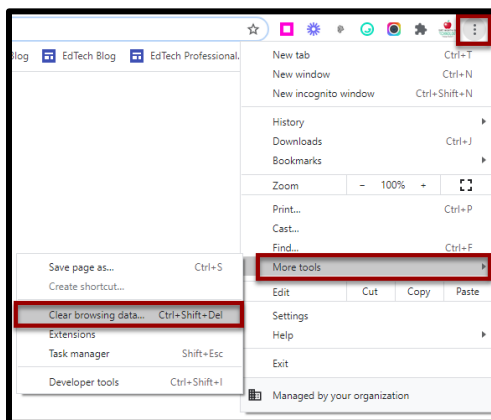 Blog EdTech Blog EdTech Professional.
New tab Ctrl+T
New window Ctrl+N
New incognito window Ctrl+Shift+N
History
Downloads Ctrl+J
Bookmarks
Zoom - 100% +
Print... Ctrl+P
Cast...
Find... Ctrl+F
More tools
Edit Cut Copy Paste
Settings
Help
Exit
Managed by your organization
Save page as... Ctrl+S
Create shortcut...
Clear browsing data... Ctrl+Shift+Del
Extensions
Task manager Shift+Esc
Developer tools Ctrl+Shift+I